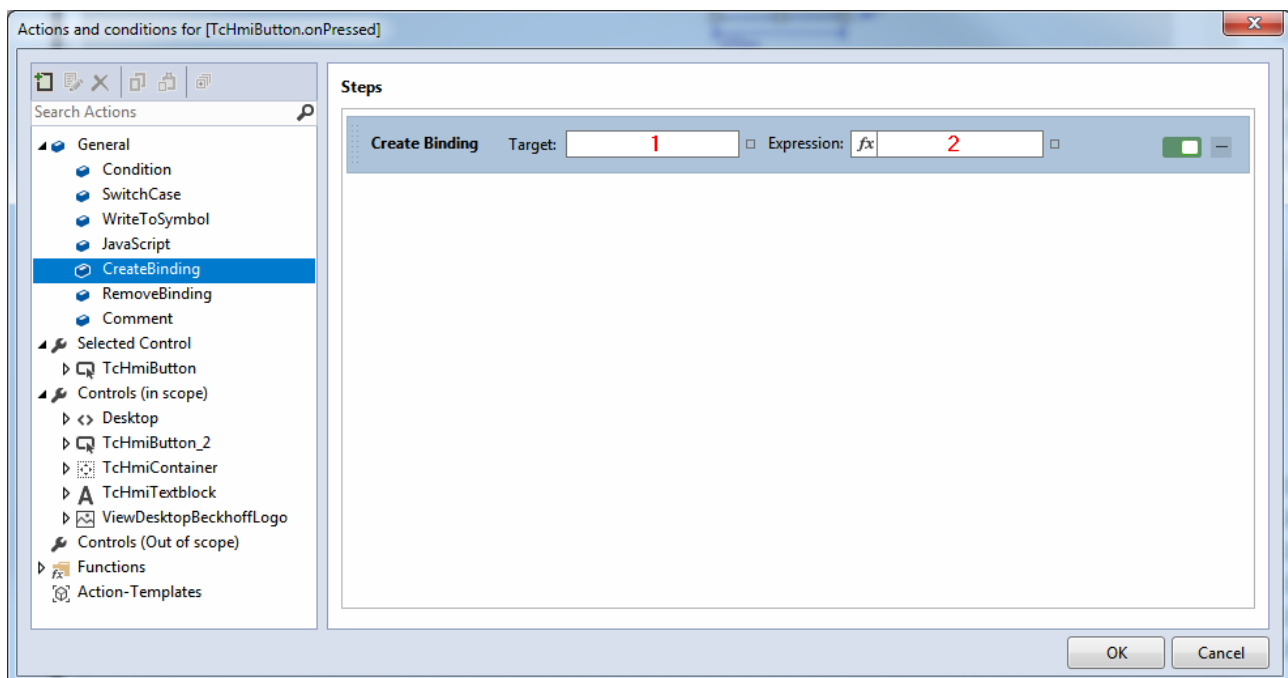 Actions and conditions for [TcHmiButton.onPressed]
x
Search Actions
General
Condition
SwitchCase
WriteToSymbol
JavaScript
CreateBinding
RemoveBinding
Comment
Selected Control
TcHmiButton
Controls (in scope)
Desktop
TcHmiButton_2
TcHmiContainer
TcHmiTextblock
ViewDesktopBeckhoffLogo
Controls (Out of scope)
Functions
Action-Templates
Steps
Create Binding Target: 1 Expression: fx 2
OK Cancel